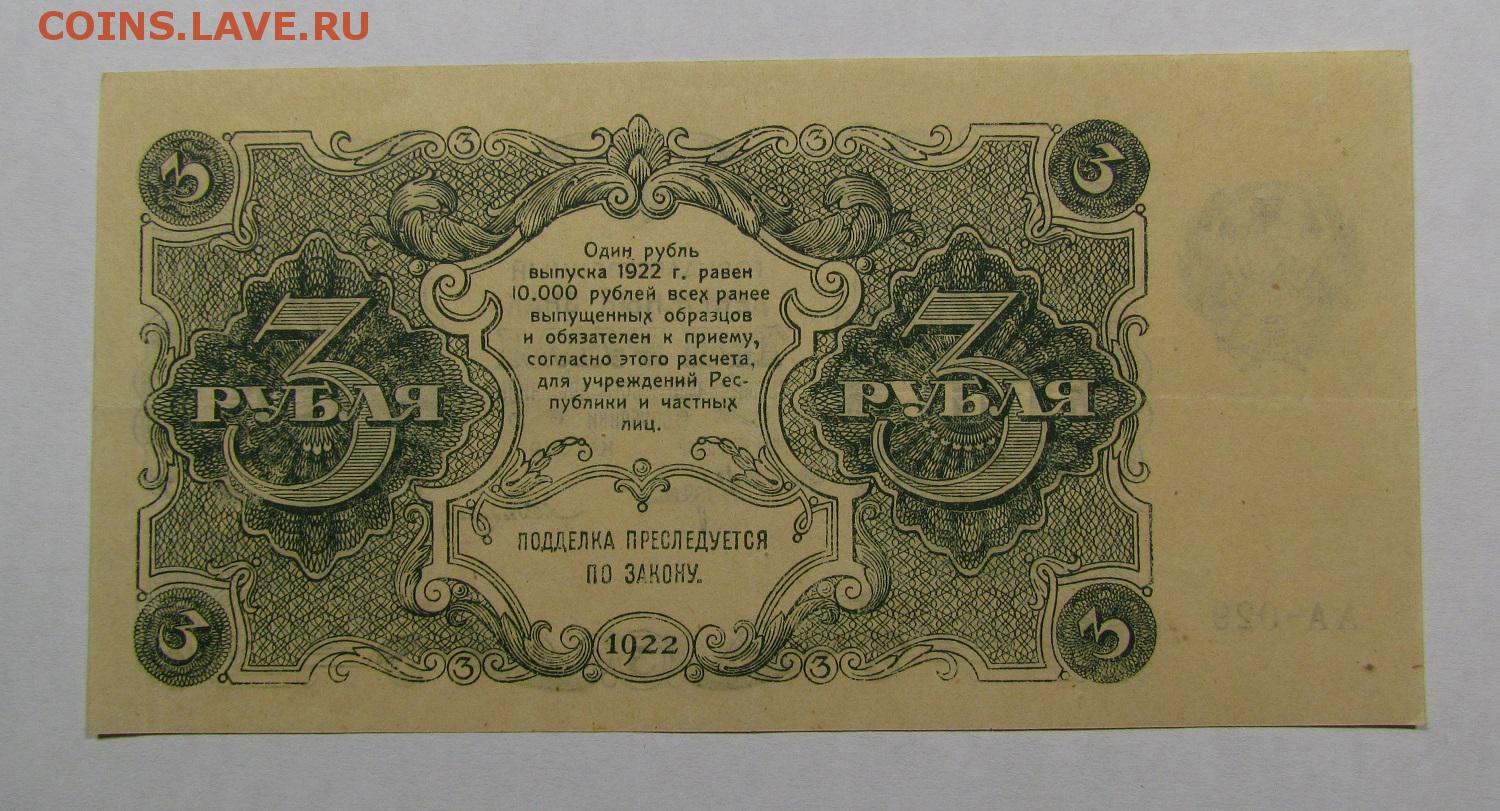 COINS.LAVE.RU
3 3 3 3
Один рубль
выпуска 1922 г. равен
10.000 рублей всех ранее
выпущенных образцов
и обязателен к приему,
согласно этого расчета,
для учреждений Рес-
публики и частных
лиц.
3 3
РУБЛЯ РУБЛЯ
ПОДДЕЛКА ПРЕСЛЕДУЕТСЯ
ПО ЗАКОНУ.
АА-029
3 3 1922 3 3